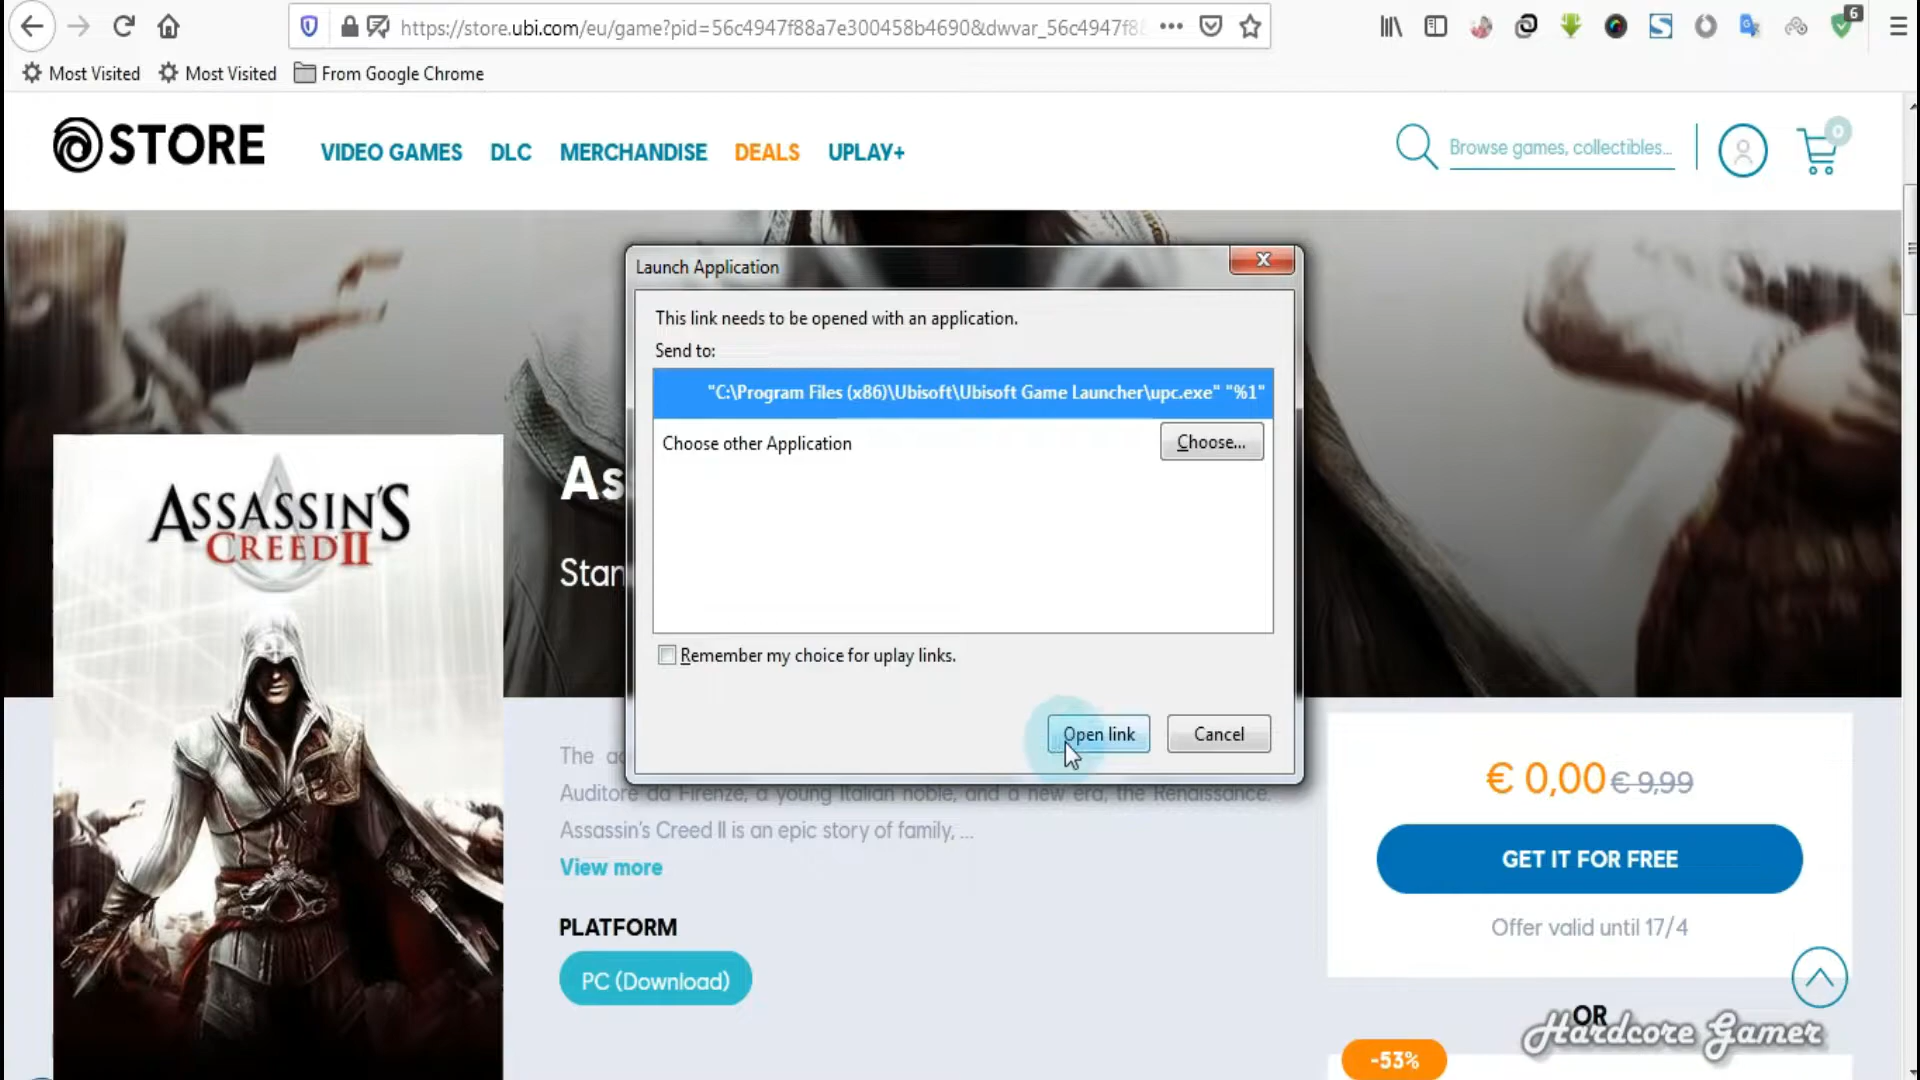 https://store.ubi.com/eu/game?pid=56c4947f88a7e300458b4690&dwvar_56c4947f8
6
Most Visited
Most Visited
From Google Chrome
STORE
VIDEO GAMES
DLC
MERCHANDISE
DEALS
UPLAY+
Browse games, collectibles...
0
Launch Application
X
This link needs to be opened with an application.
Send to:
"C:\Program Files (x86)\Ubisoft\Ubisoft Game Launcher\upc.exe" "%1"
Choose other Application
Choose...
Remember my choice for uplay links.
Open link
Cancel
As
Stan
ASSASSIN'S
CREED II
The
Auditore da Firenze, a young Italian noble, and a new era, the Renaissance.
Assassin's Creed II is an epic story of family, ...
View more
PLATFORM
PC (Download)
€ 0,00 € 9,99
GET IT FOR FREE
Offer valid until 17/4
OR
Hardcore Gamer
-53%